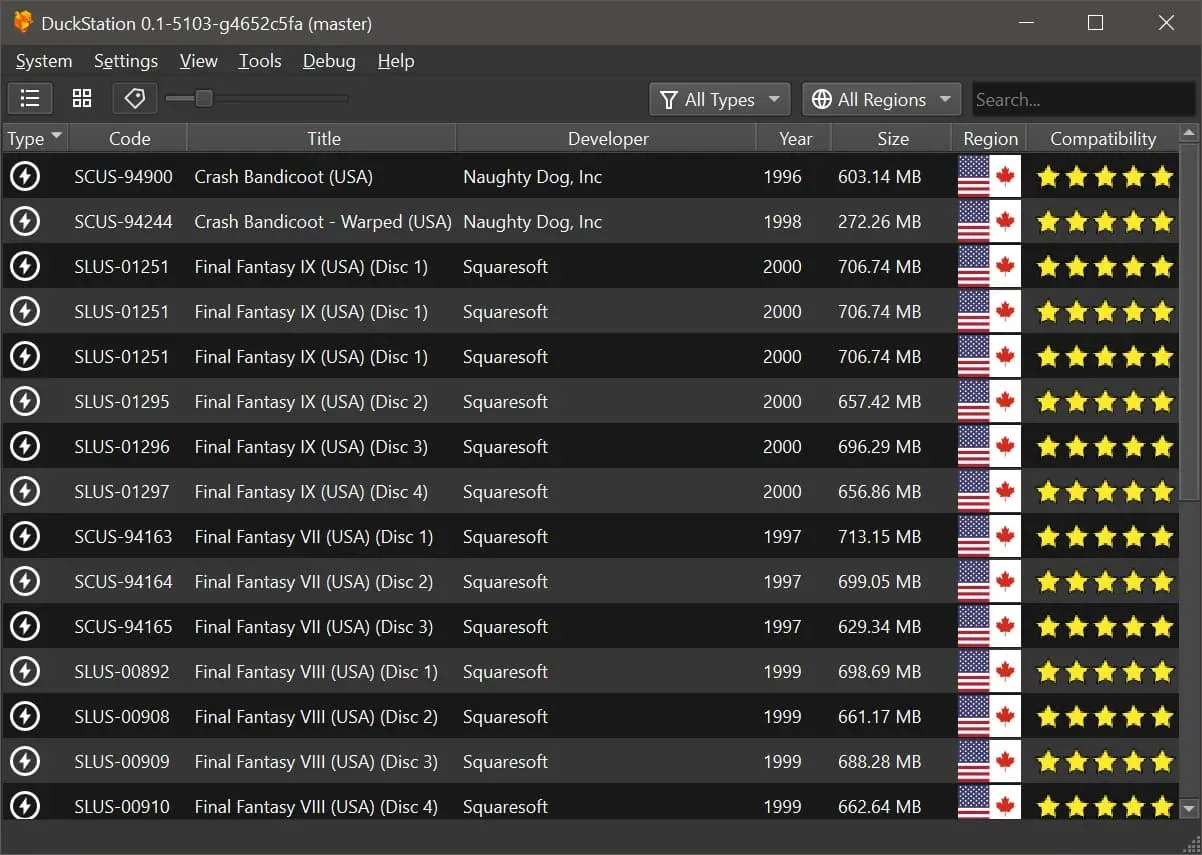 DuckStation 0.1-5103-g4652c5fa (master)
System Settings View Tools Debug Help
All Types All Regions Search...
Type Code Title Developer Year Size Region Compatibility
SCUS-94900 Crash Bandicoot (USA) Naughty Dog, Inc 1996 603.14 MB
SCUS-94244 Crash Bandicoot - Warped (USA) Naughty Dog, Inc 1998 272.26 MB
SLUS-01251 Final Fantasy IX (USA) (Disc 1) Squaresoft 2000 706.74 MB
SLUS-01251 Final Fantasy IX (USA) (Disc 1) Squaresoft 2000 706.74 MB
SLUS-01251 Final Fantasy IX (USA) (Disc 1) Squaresoft 2000 706.74 MB
SLUS-01295 Final Fantasy IX (USA) (Disc 2) Squaresoft 2000 657.42 MB
SLUS-01296 Final Fantasy IX (USA) (Disc 3) Squaresoft 2000 696.29 MB
SLUS-01297 Final Fantasy IX (USA) (Disc 4) Squaresoft 2000 656.86 MB
SCUS-94163 Final Fantasy VII (USA) (Disc 1) Squaresoft 1997 713.15 MB
SCUS-94164 Final Fantasy VII (USA) (Disc 2) Squaresoft 1997 699.05 MB
SCUS-94165 Final Fantasy VII (USA) (Disc 3) Squaresoft 1997 629.34 MB
SLUS-00892 Final Fantasy VIII (USA) (Disc 1) Squaresoft 1999 698.69 MB
SLUS-00908 Final Fantasy VIII (USA) (Disc 2) Squaresoft 1999 661.17 MB
SLUS-00909 Final Fantasy VIII (USA) (Disc 3) Squaresoft 1999 688.28 MB
SLUS-00910 Final Fantasy VIII (USA) (Disc 4) Squaresoft 1999 662.64 MB